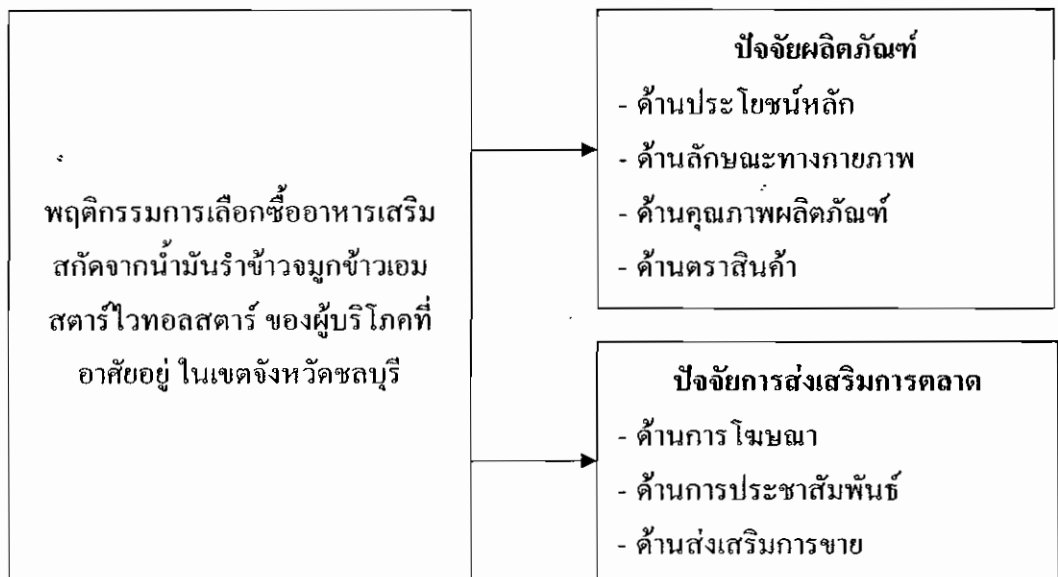 พฤติกรรมการเลือกซื้ออาหารเสริม
สกัดจากน้ำมันรำข้าวจมูกข้าวเอม
สตาร์ไวทอลสตาร์ ของผู้บริโภคที่
อาศัยอยู่ ในเขตจังหวัดชลบุรี
ปัจจัยผลิตภัณฑ์
- ด้านประโยชน์หลัก
- ด้านลักษณะทางกายภาพ
- ด้านคุณภาพผลิตภัณฑ์
- ด้านตราสินค้า
ปัจจัยการส่งเสริมการตลาด
- ด้านการโฆษณา
- ด้านการประชาสัมพันธ์
- ด้านส่งเสริมการขาย